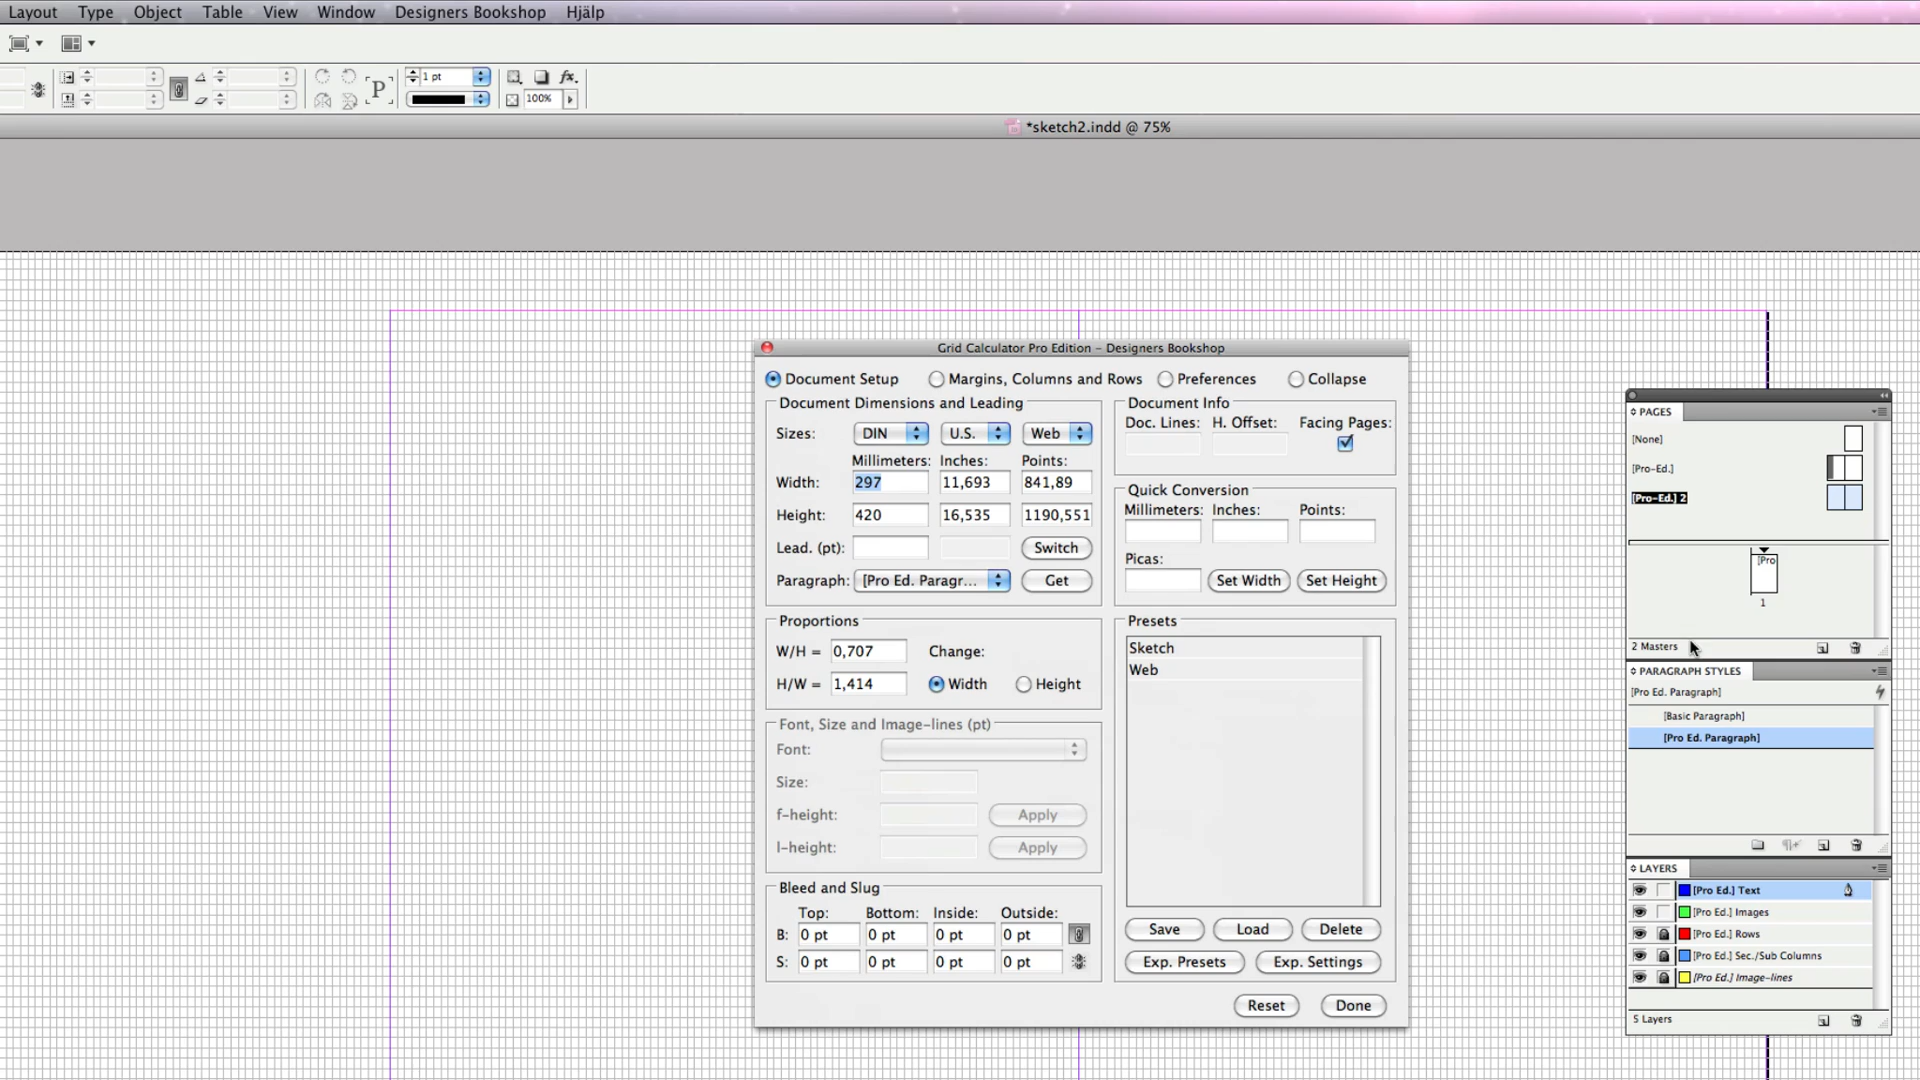 Layout Type Object Table View Window Designers Bookshop Hjälp
P 1 pt fx.
100%
*sketch2.indd @ 75%
Grid Calculator Pro Edition – Designers Bookshop
Document Setup Margins, Columns and Rows Preferences Collapse
Document Dimensions and Leading
Sizes: DIN U.S. Web
Millimeters: Inches: Points:
Width: 297 11,693 841,89
Height: 420 16,535 1190,551
Lead. (pt): Switch
Paragraph: [Pro Ed. Paragr... Get
Proportions
W/H = 0,707 Change:
H/W = 1,414 Width Height
Font, Size and Image-lines (pt)
Font:
Size:
f-height: Apply
l-height: Apply
Bleed and Slug
Top: Bottom: Inside: Outside:
B: 0 pt 0 pt 0 pt 0 pt
S: 0 pt 0 pt 0 pt 0 pt
Document Info
Doc. Lines: H. Offset: Facing Pages:
Quick Conversion
Millimeters: Inches: Points:
Picas:
Set Width Set Height
Presets
Sketch
Web
Save Load Delete
Exp. Presets Exp. Settings
Reset Done
PAGES
[None]
[Pro-Ed.]
[Pro-Ed.] 2
[Pro
1
2 Masters
PARAGRAPH STYLES
[Pro Ed. Paragraph]
[Basic Paragraph]
[Pro Ed. Paragraph]
LAYERS
[Pro Ed.] Text
[Pro Ed.] Images
[Pro Ed.] Rows
[Pro Ed.] Sec./Sub Columns
[Pro Ed.] Image-lines
5 Layers